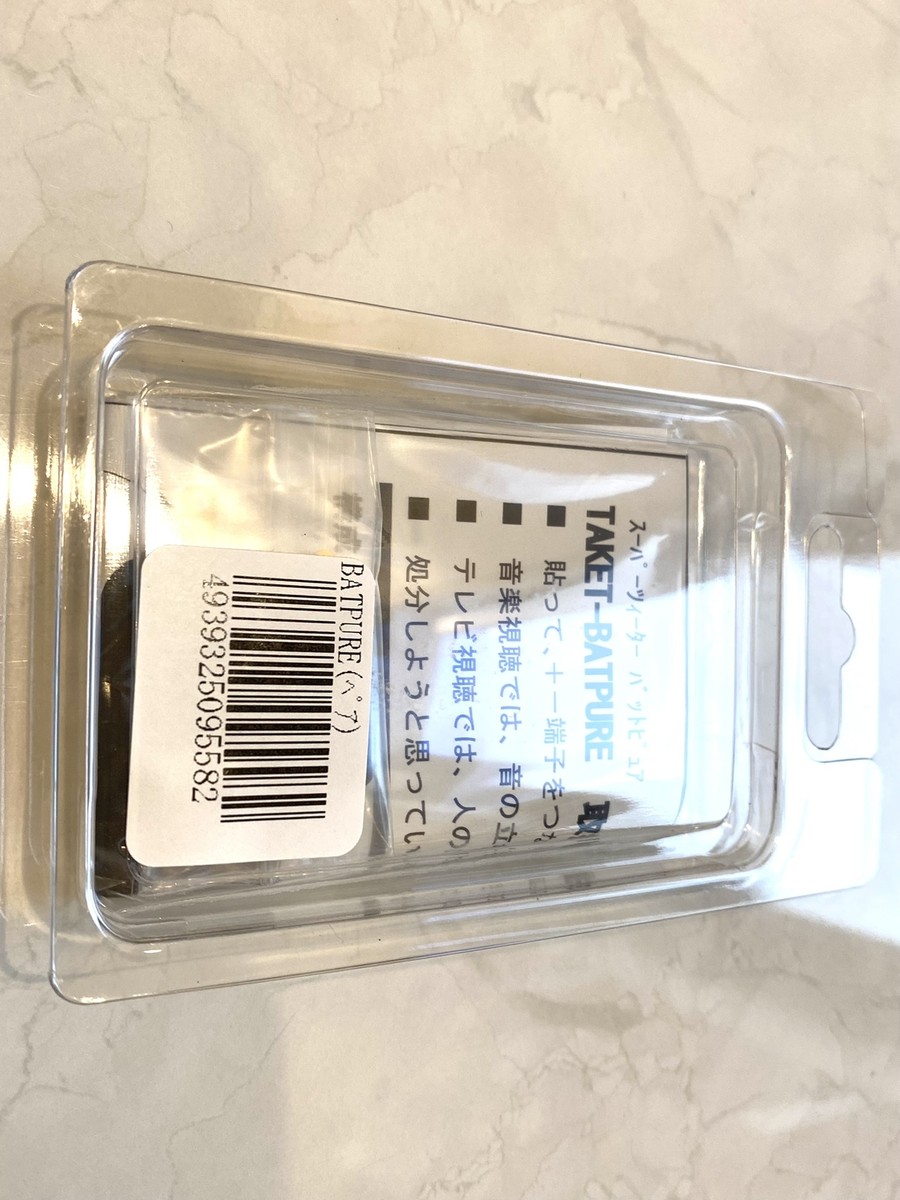 スーパーツィーター バットピュア
TAKET-BATPURE 取
■ 貼って、+-端子をつ
■ 音楽視聴では、音の立
■ テレビ視聴では、人の
■ 処分しようと思ってい
BATPURE(ペア)
4939325095582